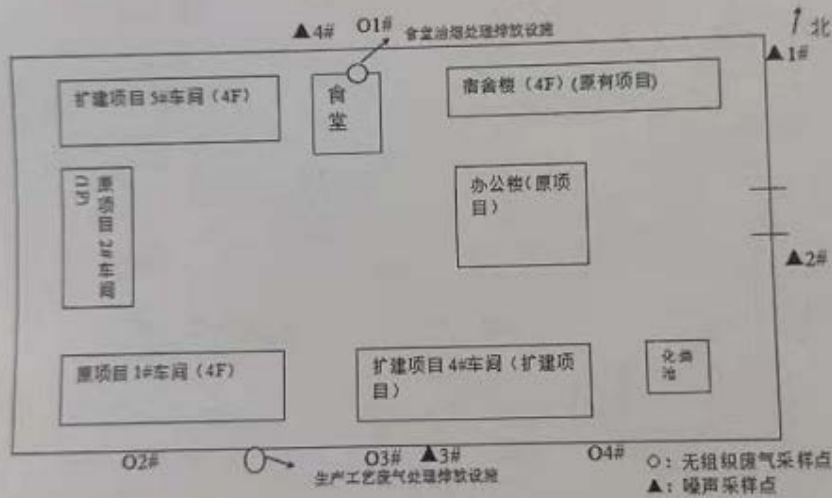 ▲4# O1# 食堂油烟处理排放设施
北
▲1#
扩建项目 5#车间（4F）
食
堂
宿舍楼（4F）(原有项目)
原项目 2#车间
(1F)
办公楼（原项
目）
▲2#
原项目 1#车间（4F）
扩建项目 4#车间（扩建项
目）
化粪
池
O2#
生产工艺废气处理排放设施
O3#
▲3#
O4#
○：无组织废气采样点
▲：噪声采样点